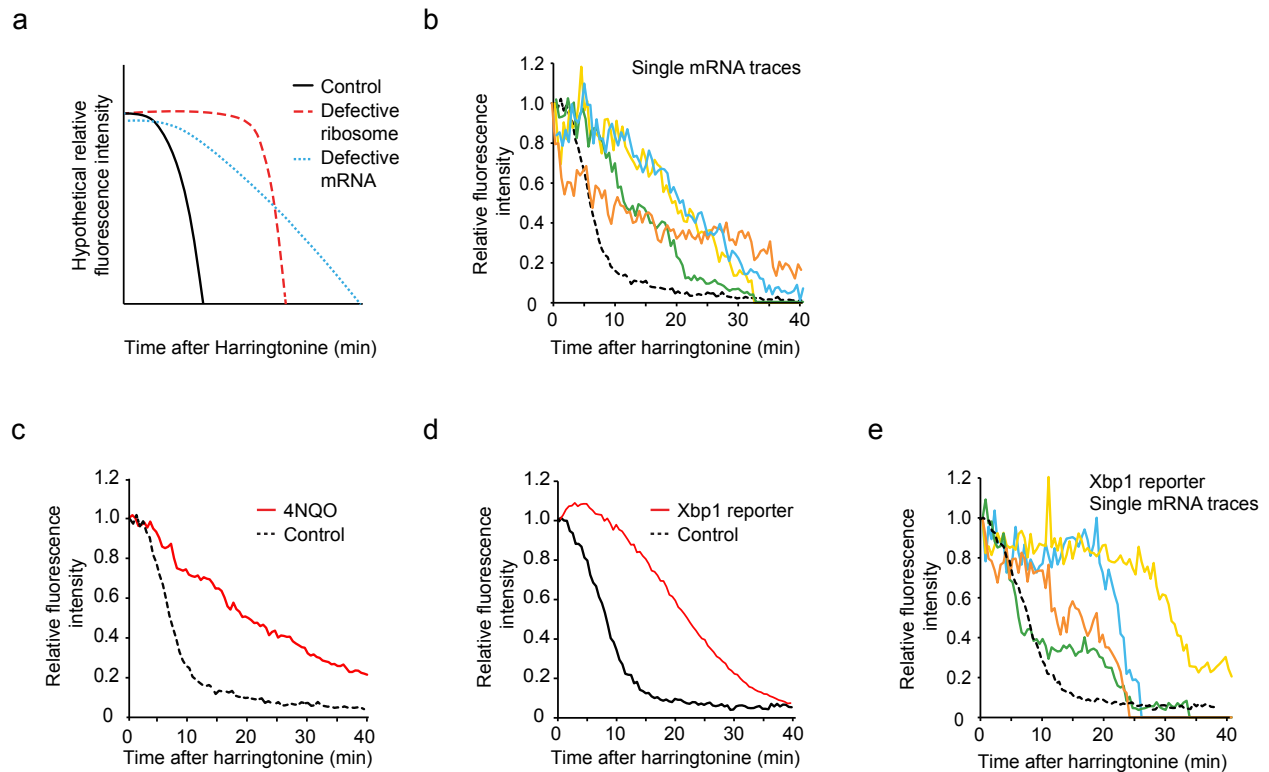 a
Hypothetical relative
fluorescence intensity
Control
Defective
ribosome
Defective
mRNA
Time after Harringtonine (min)
b
Single mRNA traces
Relative fluorescence
intensity
1.2
1.0
0.8
0.6
0.4
0.2
0
0
10
20
30
40
Time after harringtonine (min)
c
4NQO
Control
Relative fluorescence
intensity
1.2
1.0
0.8
0.6
0.4
0.2
0
0
10
20
30
40
Time after harringtonine (min)
d
Xbp1 reporter
Control
Relative fluorescence
intensity
1.2
1.0
0.8
0.6
0.4
0.2
0
0
10
20
30
40
Time after harringtonine (min)
e
Xbp1 reporter
Single mRNA traces
Relative fluorescence
intensity
1.2
1.0
0.8
0.6
0.4
0.2
0
0
10
20
30
40
Time after harringtonine (min)